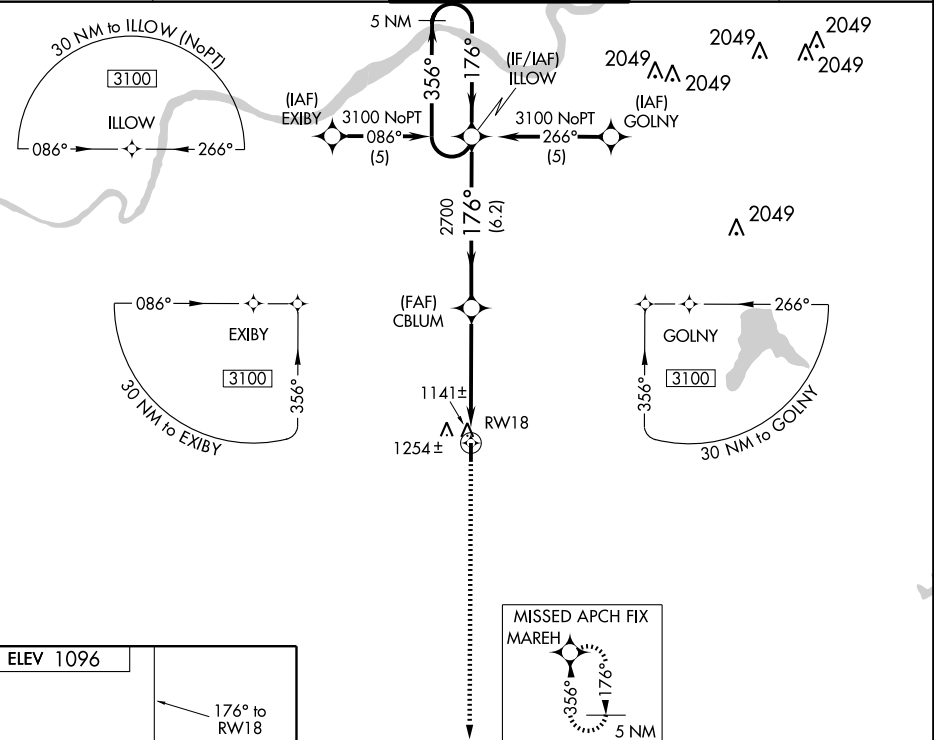 30 NM to ILLOW (NoPT)
3100
ILLOW
086°
266°
5 NM
356°
176°
(IF/IAF)
ILLOW
(IAF)
EXIBY
3100 NoPT
086°
(5)
3100 NoPT
266°
(5)
(IAF)
GOLNY
2049
2049
2049
2049
2049
2049
2700
176°
(6.2)
086°
EXIBY
3100
356°
30 NM to EXIBY
(FAF)
CBLUM
266°
GOLNY
3100
356°
30 NM to GOLNY
1141±
RW18
1254±
MISSED APCH FIX
MAREH
356°
176°
5 NM
ELEV 1096
176° to
RW18